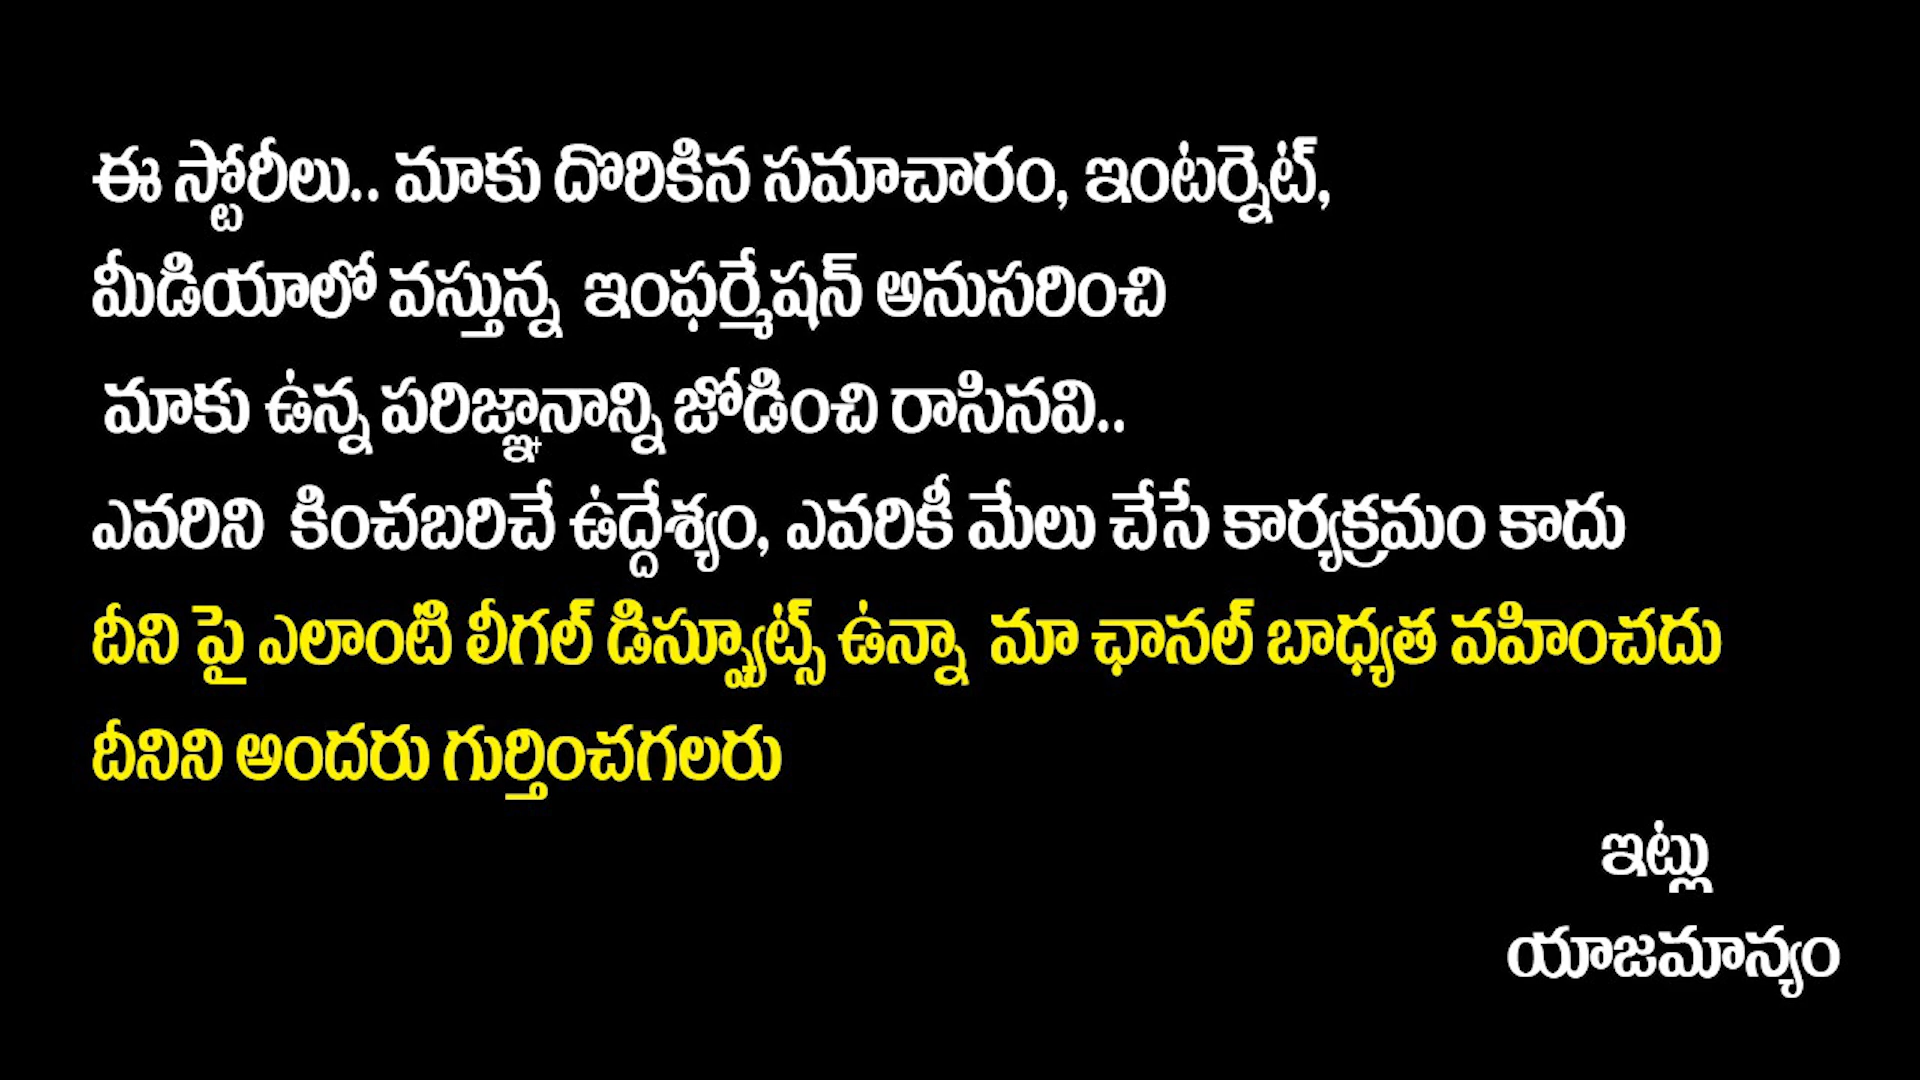 ఈ స్టోరీలు.. మాకు దొరికిన సమాచారం, ఇంటర్నెట్,
మీడియాలో వస్తున్న ఇంఫర్మేషన్ అనుసరించి
మాకు ఉన్న పరిజ్ఞానాన్ని జోడించి రాసినవి..
ఎవరిని కించబరిచే ఉద్దేశ్యం, ఎవరికీ మేలు చేసే కార్యక్రమం కాదు
దీని పై ఎలాంటి లీగల్ డిస్ప్యూట్స్ ఉన్నా మా ఛానల్ బాధ్యత వహించదు
దీనిని అందరు గుర్తించగలరు
ఇట్లు
యాజమాన్యం